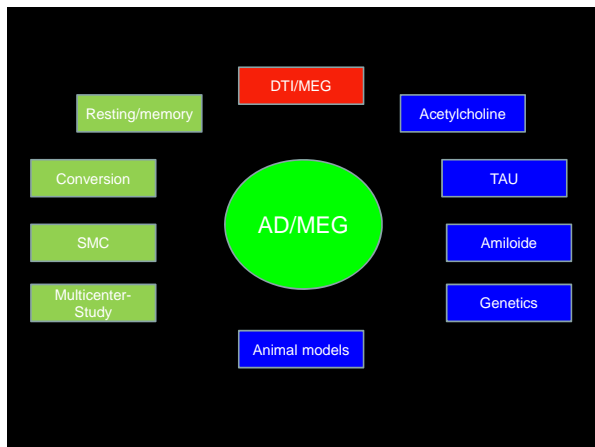 DTI/MEG
Resting/memory
Acetylcholine
Conversion
TAU
AD/MEG
SMC
Amiloide
Multicenter-
Study
Genetics
Animal models